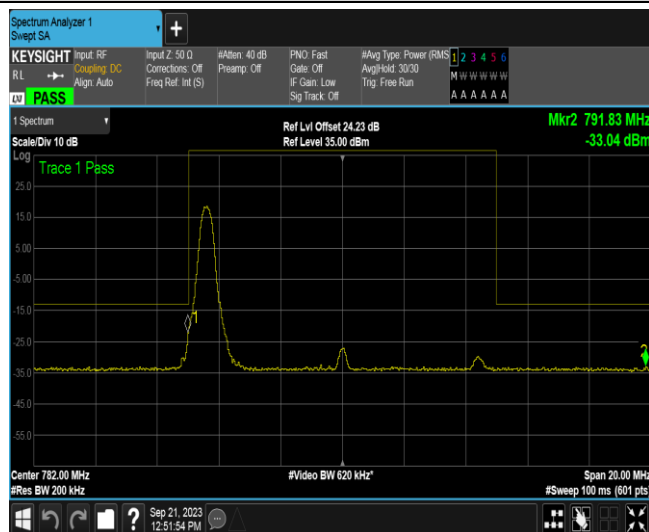 Spectrum Analyzer 1
Swept SA
+
KEYSIGHT
RL
LXI PASS
Input: RF
Coupling: DC
Align: Auto
Input Z: 50 Ω
Corrections: Off
Freq Ref: Int (S)
#Atten: 40 dB
Preamp: Off
PNO: Fast
Gate: Off
IF Gain: Low
Sig Track: Off
#Avg Type: Power (RMS
Avg|Hold: 30/30
Trig: Free Run
1 2 3 4 5 6
M W W W W W
A A A A A A
1 Spectrum
Scale/Div 10 dB
Ref Lvl Offset 24.23 dB
Ref Level 35.00 dBm
Mkr2 791.83 MHz
-33.04 dBm
Log
Trace 1 Pass
25.0
15.0
5.00
-5.00
-15.0
-25.0
-35.0
-45.0
-55.0
1
2
Center 782.00 MHz
#Res BW 200 kHz
#Video BW 620 kHz*
Span 20.00 MHz
#Sweep 100 ms (601 pts)
?
Sep 21, 2023
12:51:54 PM